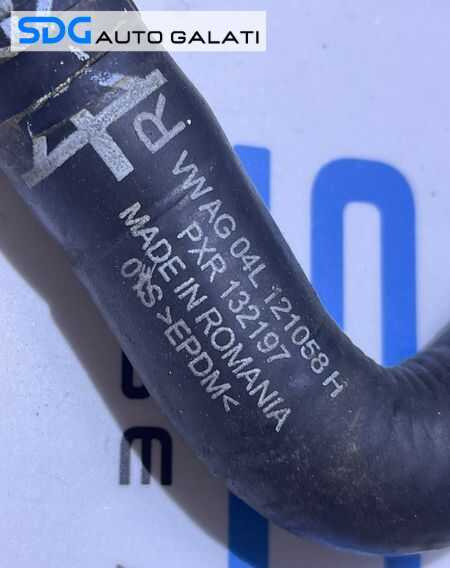 SDG AUTO GALATI
R
VW AG 04L 121058 H
PXR 132197
MADE IN ROMANIA
>EPDM<